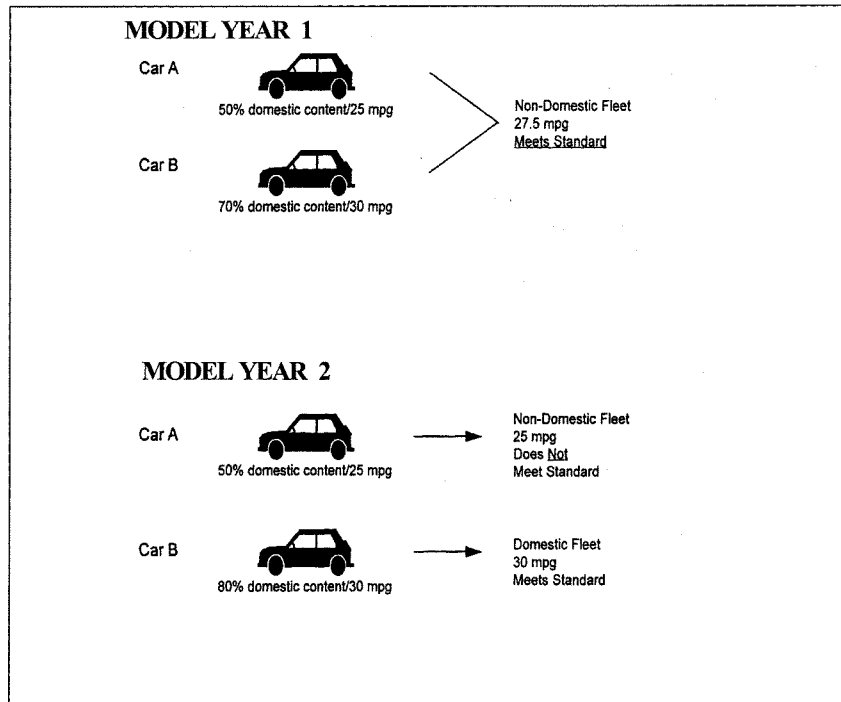 MODEL YEAR 1
Car A
50% domestic content/25 mpg
Car B
70% domestic content/30 mpg
Non-Domestic Fleet
27.5 mpg
Meets Standard
MODEL YEAR 2
Car A
50% domestic content/25 mpg
Non-Domestic Fleet
25 mpg
Does Not
Meet Standard
Car B
80% domestic content/30 mpg
Domestic Fleet
30 mpg
Meets Standard